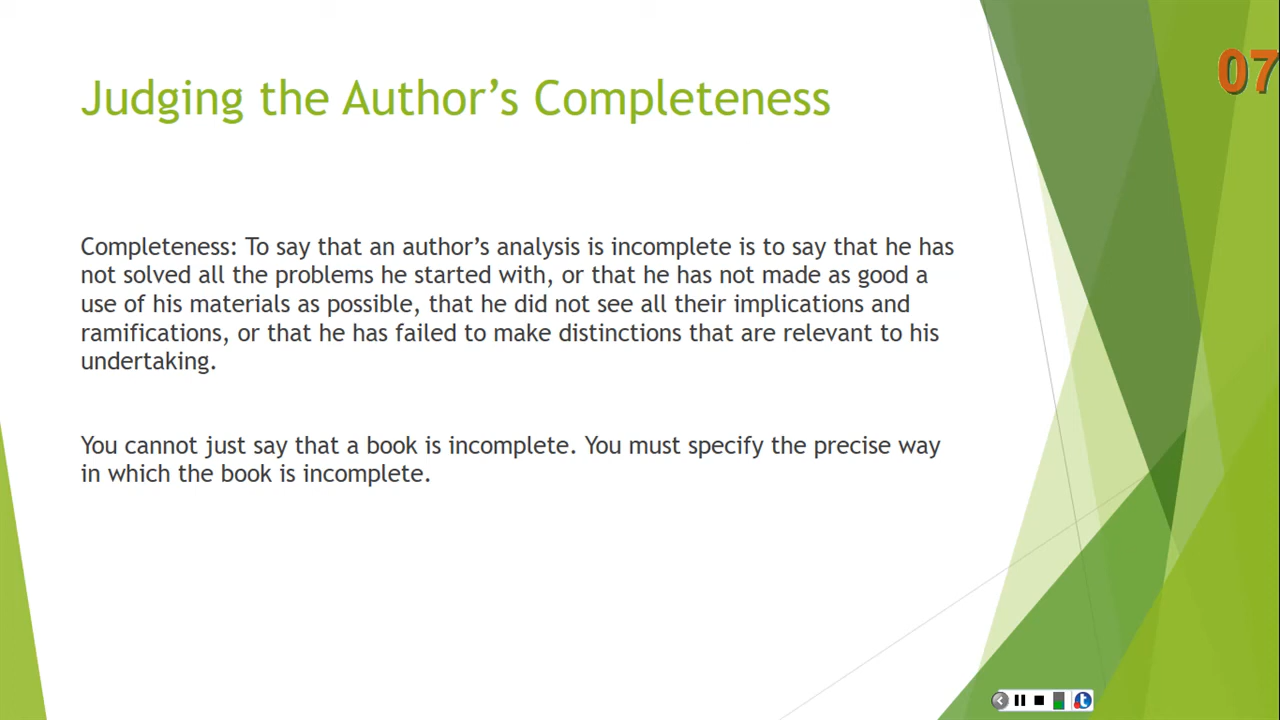 Judging the Author’s Completeness
07
Completeness: To say that an author’s analysis is incomplete is to say that he has
not solved all the problems he started with, or that he has not made as good a
use of his materials as possible, that he did not see all their implications and
ramifications, or that he has failed to make distinctions that are relevant to his
undertaking.
You cannot just say that a book is incomplete. You must specify the precise way
in which the book is incomplete.
t